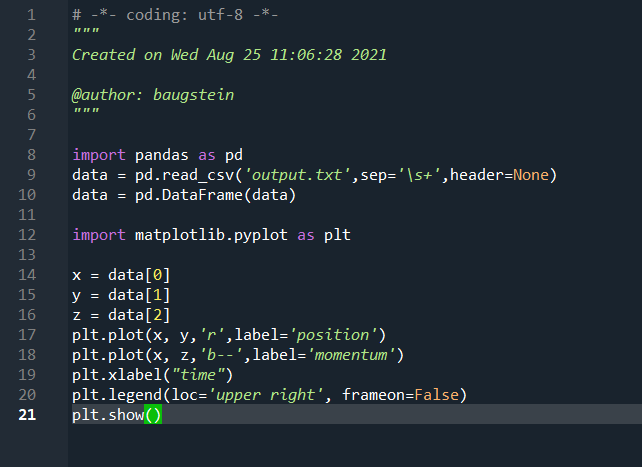 1 # -*- coding: utf-8 -*-
2 """
3 Created on Wed Aug 25 11:06:28 2021
4
5 @author: baugstein
6 """
7
8 import pandas as pd
9 data = pd.read_csv('output.txt',sep='\s+',header=None)
10 data = pd.DataFrame(data)
11
12 import matplotlib.pyplot as plt
13
14 x = data[0]
15 y = data[1]
16 z = data[2]
17 plt.plot(x, y,'r',label='position')
18 plt.plot(x, z,'b--',label='momentum')
19 plt.xlabel("time")
20 plt.legend(loc='upper right', frameon=False)
21 plt.show()